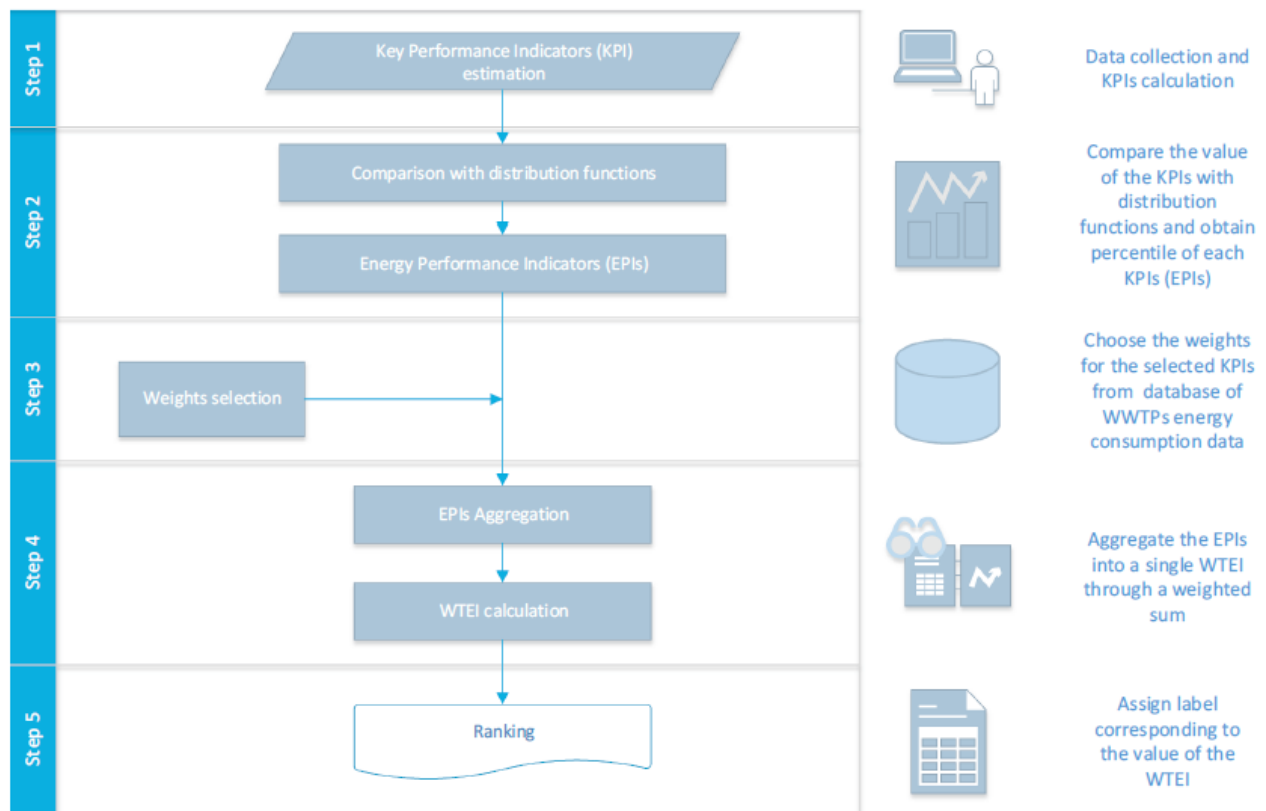 Step 1
Key Performance Indicators (KPI)
estimation
Data collection and
KPIs calculation
Step 2
Comparison with distribution functions
Energy Performance Indicators (EPIs)
Compare the value
of the KPIs with
distribution
functions and obtain
percentile of each
KPIs (EPIs)
Step 3
Weights selection
Choose the weights
for the selected KPIs
from database of
WWTPs energy
consumption data
Step 4
EPIs Aggregation
WTEI calculation
Aggregate the EPIs
into a single WTEI
through a weighted
sum
Step 5
Ranking
Assign label
corresponding to
the value of the
WTEI